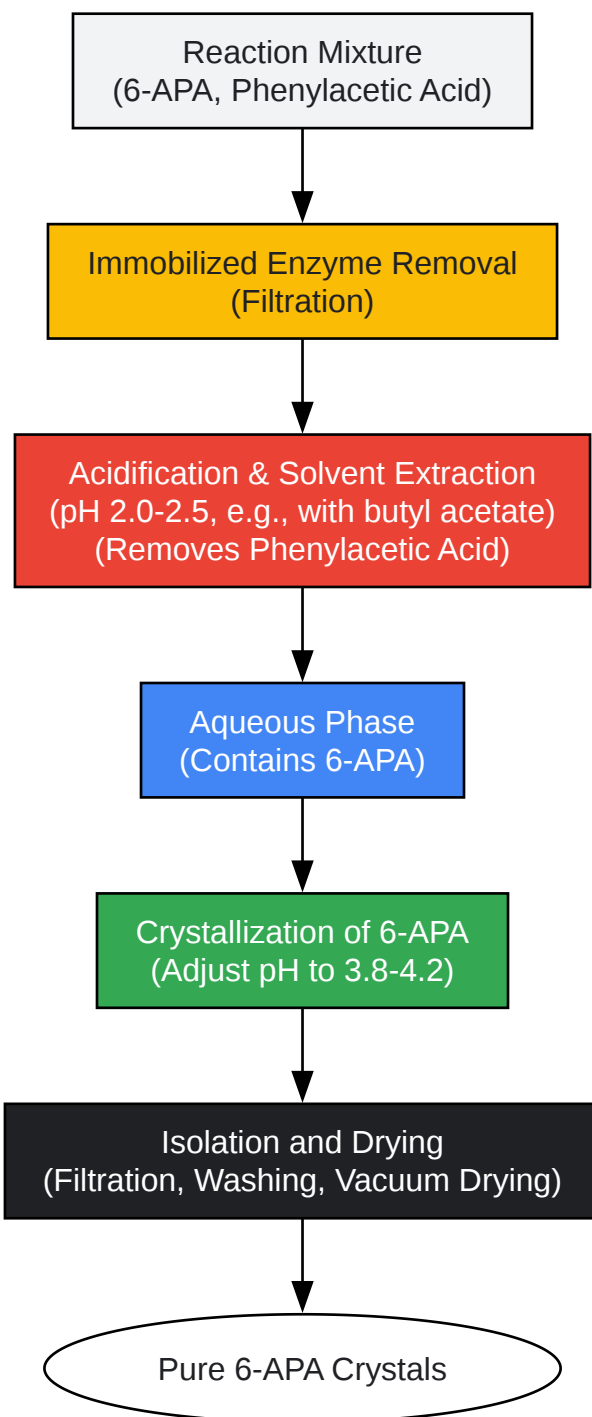 Reaction Mixture
(6-APA, Phenylacetic Acid)
Immobilized Enzyme Removal
(Filtration)
Acidification & Solvent Extraction
(pH 2.0-2.5, e.g., with butyl acetate)
(Removes Phenylacetic Acid)
Aqueous Phase
(Contains 6-APA)
Crystallization of 6-APA
(Adjust pH to 3.8-4.2)
Isolation and Drying
(Filtration, Washing, Vacuum Drying)
Pure 6-APA Crystals